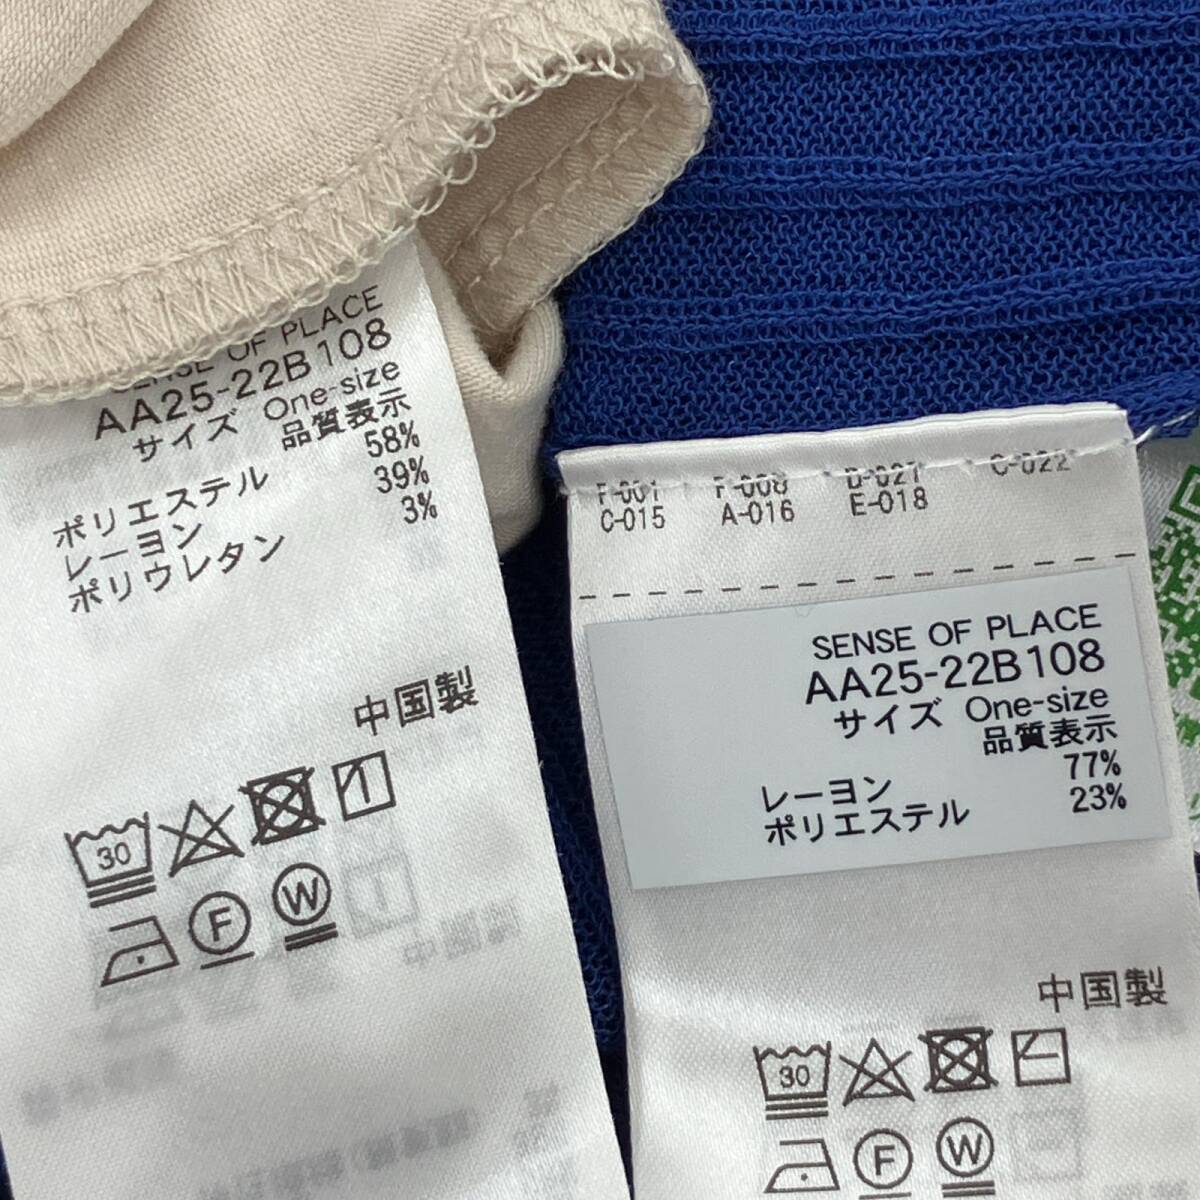 SENSE OF PLACE
AA25-22B108
サイズ One-size
品質表示
58%
ポリエステル 39%
レーヨン 3%
ポリウレタン
中国製
30
F
W
F-001 F-008 D-021 C-022
C-015 A-016 E-018
SENSE OF PLACE
AA25-22B108
サイズ One-size
品質表示
77%
レーヨン 23%
ポリエステル
中国製
30
F
W